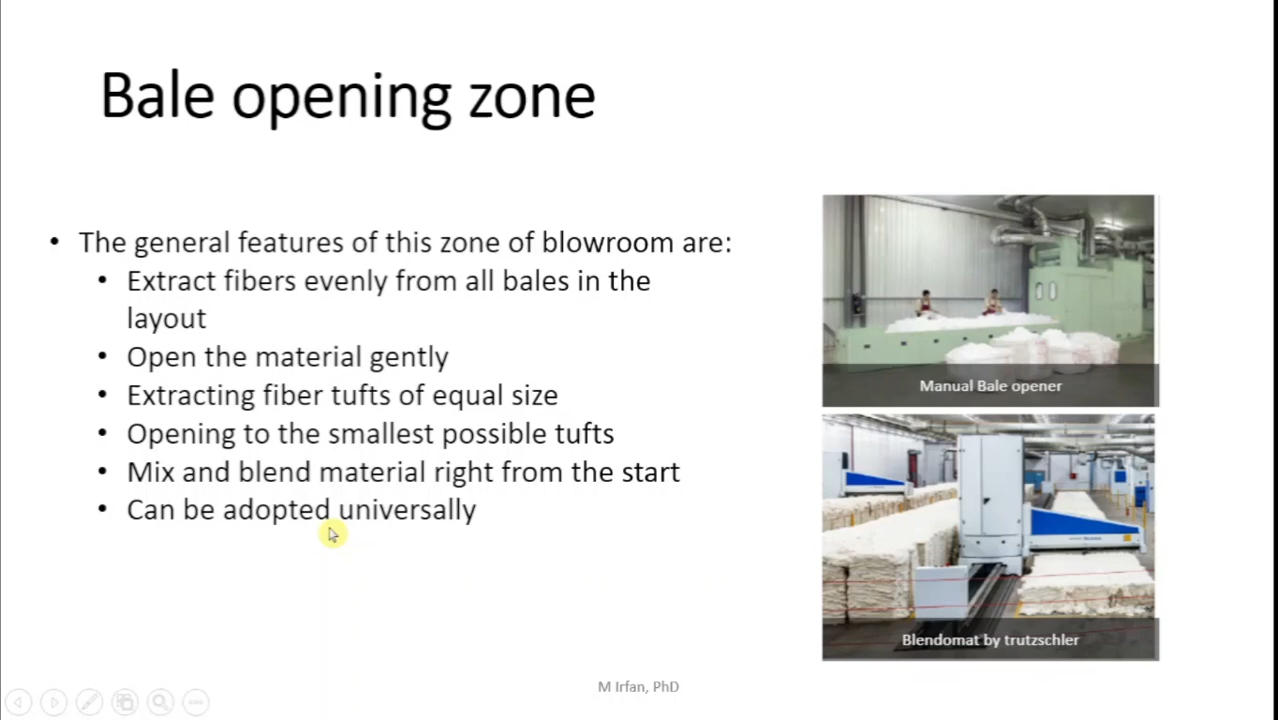 Bale opening zone
• The general features of this zone of blowroom are:
• Extract fibers evenly from all bales in the
layout
• Open the material gently
• Extracting fiber tufts of equal size
• Opening to the smallest possible tufts
• Mix and blend material right from the start
• Can be adopted universally
Manual Bale opener
Blendomat by trutzschler
M Irfan, PhD